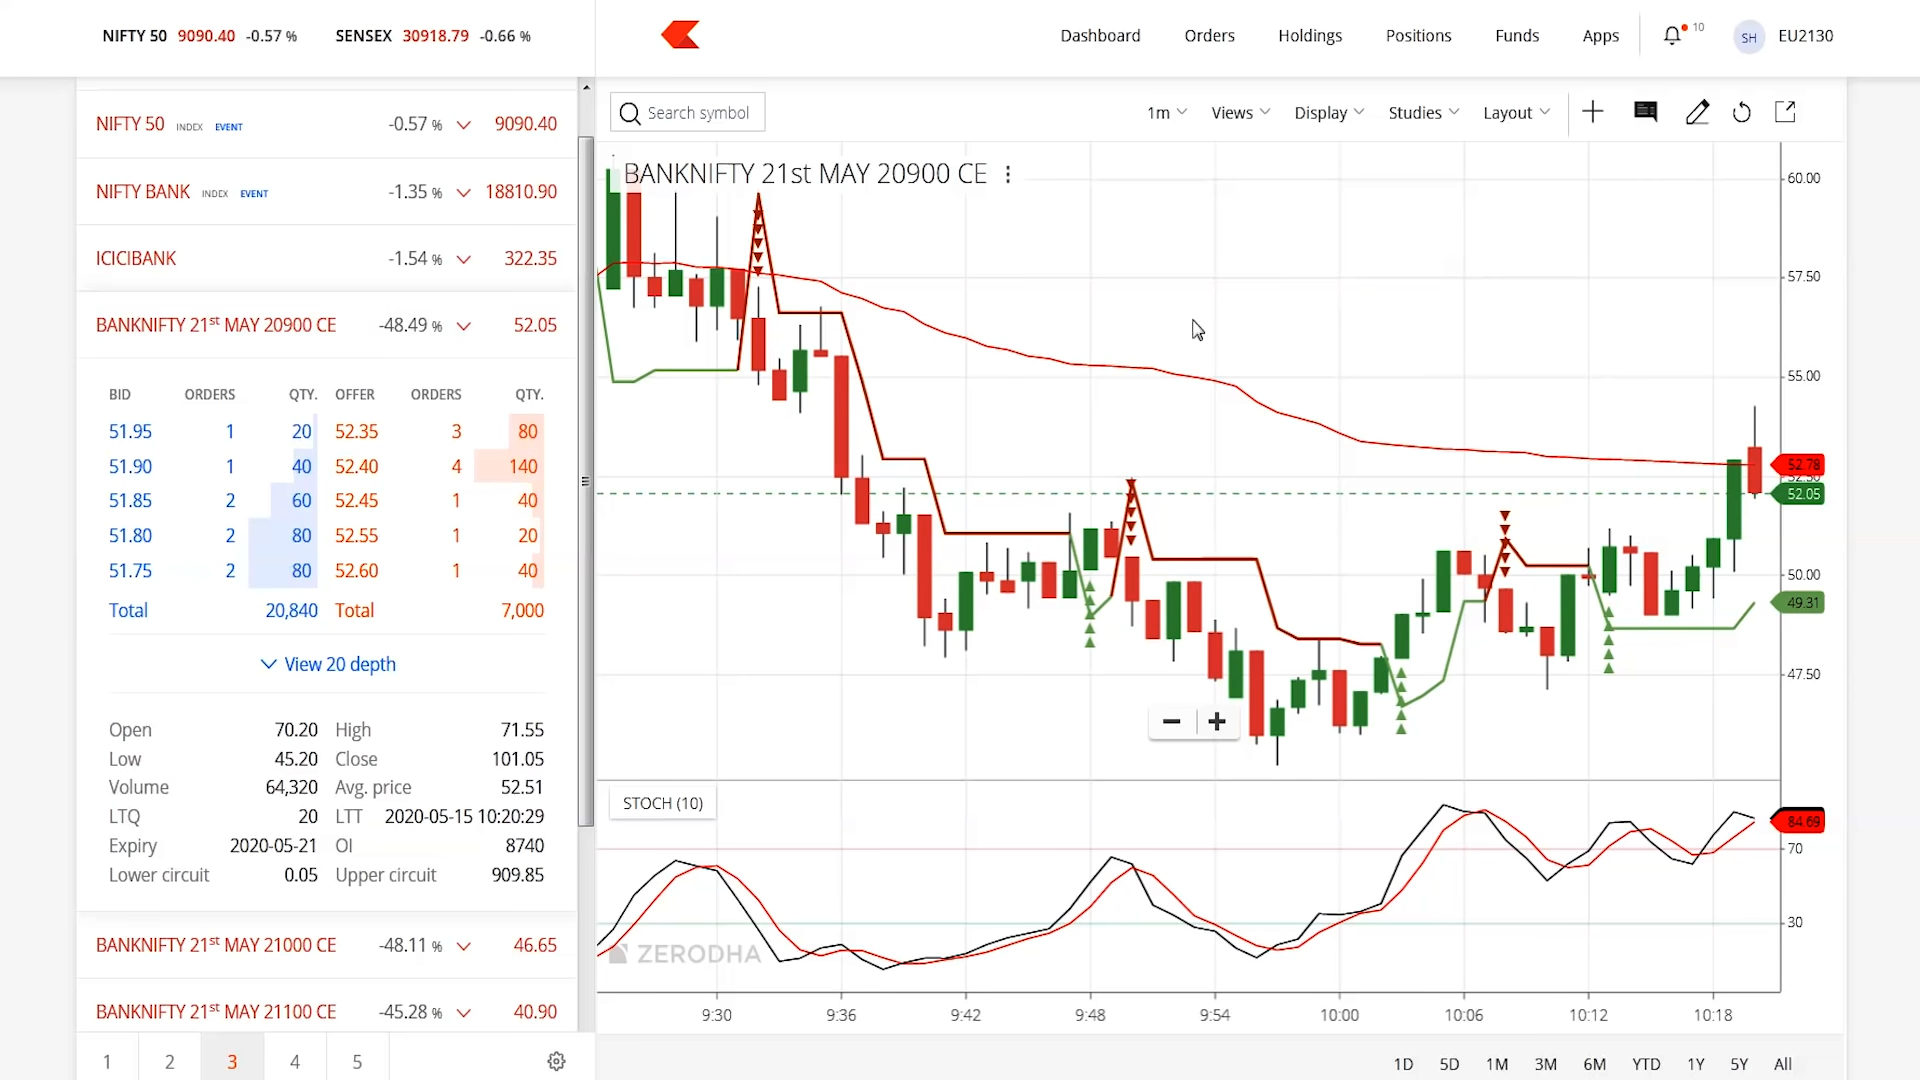 NIFTY 50 9090.40 -0.57 % SENSEX 30918.79 -0.66 %
Dashboard Orders Holdings Positions Funds Apps 10 SH EU2130
NIFTY 50 INDEX EVENT -0.57 % 9090.40
NIFTY BANK INDEX EVENT -1.35 % 18810.90
ICICIBANK -1.54 % 322.35
BANKNIFTY 21st MAY 20900 CE -48.49 % 52.05
BID ORDERS QTY. OFFER ORDERS QTY.
51.95 1 20 52.35 3 80
51.90 1 40 52.40 4 140
51.85 2 60 52.45 1 40
51.80 2 80 52.55 1 20
51.75 2 80 52.60 1 40
Total 20,840 Total 7,000
View 20 depth
Open 70.20 High 71.55
Low 45.20 Close 101.05
Volume 64,320 Avg. price 52.51
LTQ 20 LTT 2020-05-15 10:20:29
Expiry 2020-05-21 OI 8740
Lower circuit 0.05 Upper circuit 909.85
BANKNIFTY 21st MAY 21000 CE -48.11 % 46.65
BANKNIFTY 21st MAY 21100 CE -45.28 % 40.90
1 2 3 4 5
Search symbol 1m Views Display Studies Layout
BANKNIFTY 21st MAY 20900 CE
60.00
57.50
55.00
52.78
52.50
52.05
50.00
49.31
47.50
STOCH (10)
84.69
70
30
ZERODHA
9:30 9:36 9:42 9:48 9:54 10:00 10:06 10:12 10:18
1D 5D 1M 3M 6M YTD 1Y 5Y All